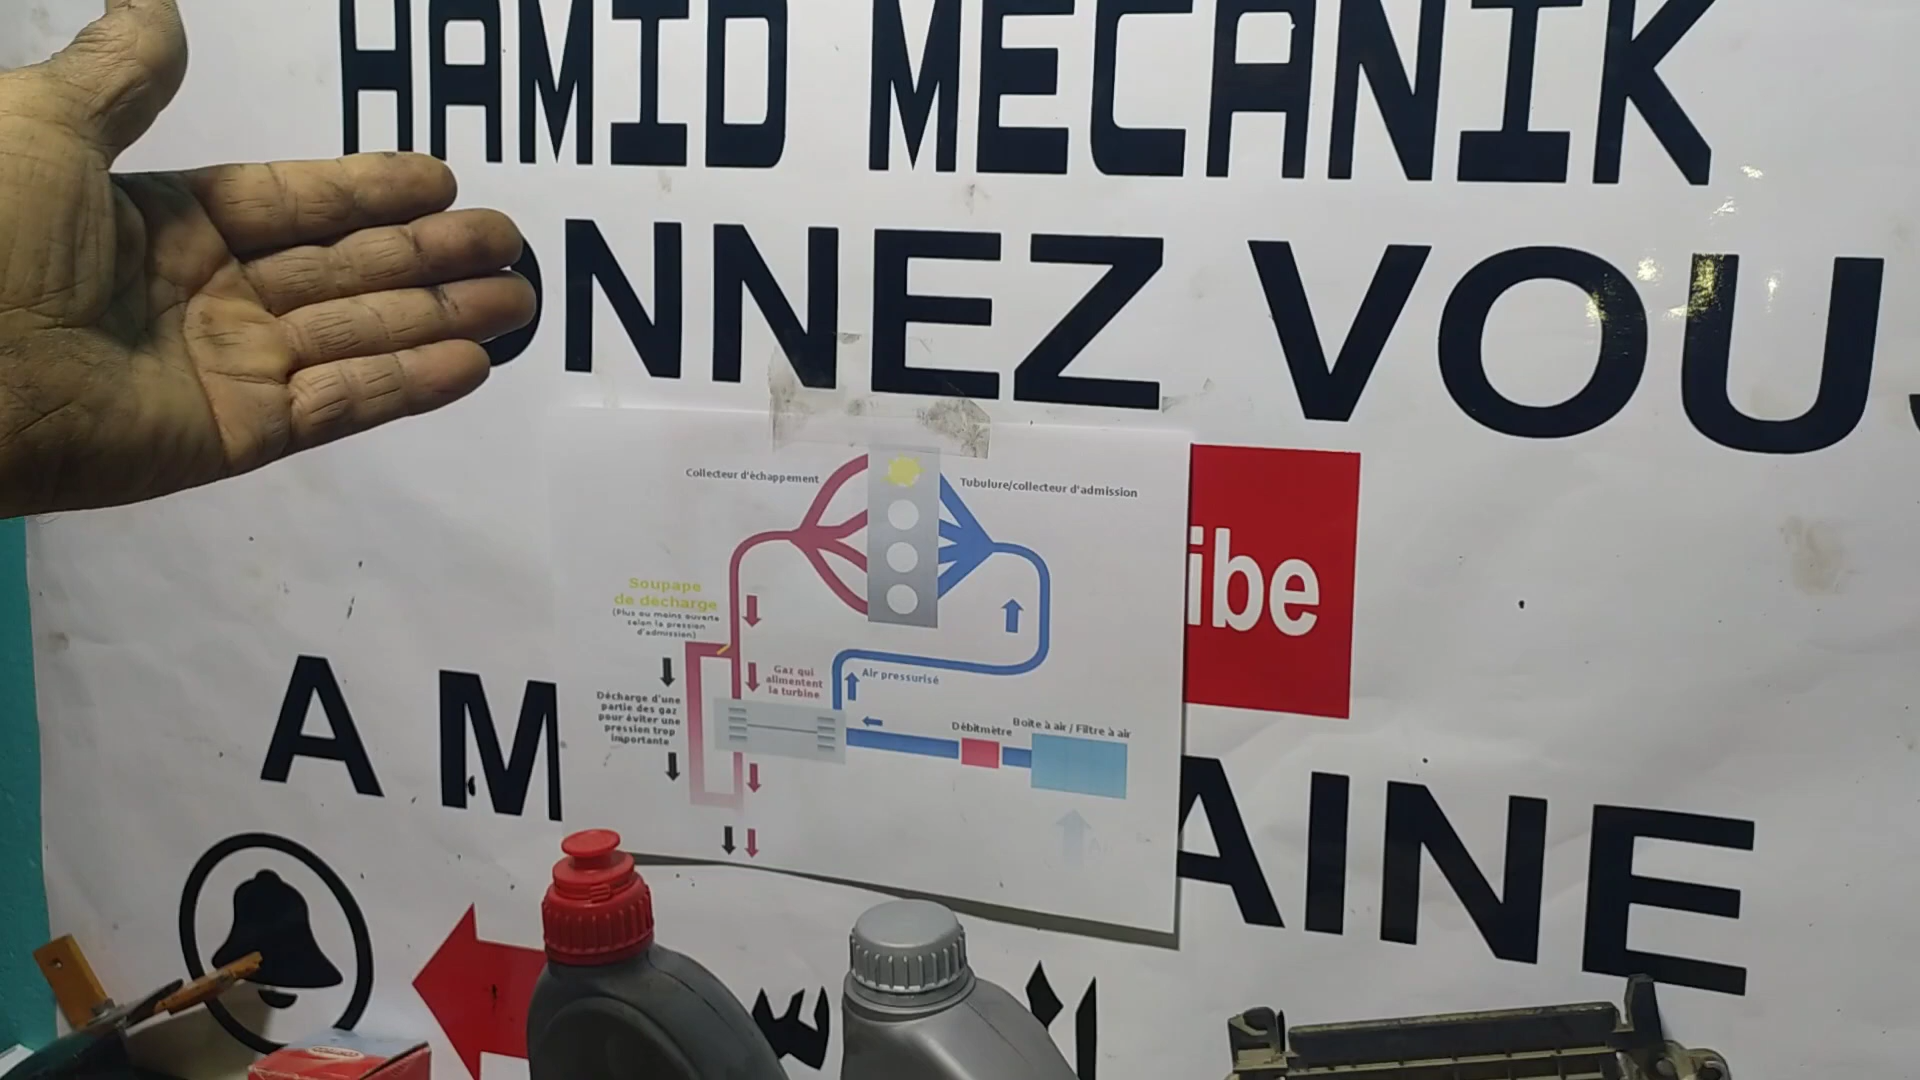 HAMID MECANIK
ONNEZ VOUS
Collecteur d'échappement
Tubulure/collecteur d'admission
Soupape
de décharge
(Plus ou moins ouverte
selon la pression
d'admission)
Gaz qui
alimentent
la turbine
Air pressurisé
Décharge d'une
partie des gaz
pour éviter une
pression trop
importante
Débitmètre
Boite à air / Filtre à air
ibe
A M
AINE